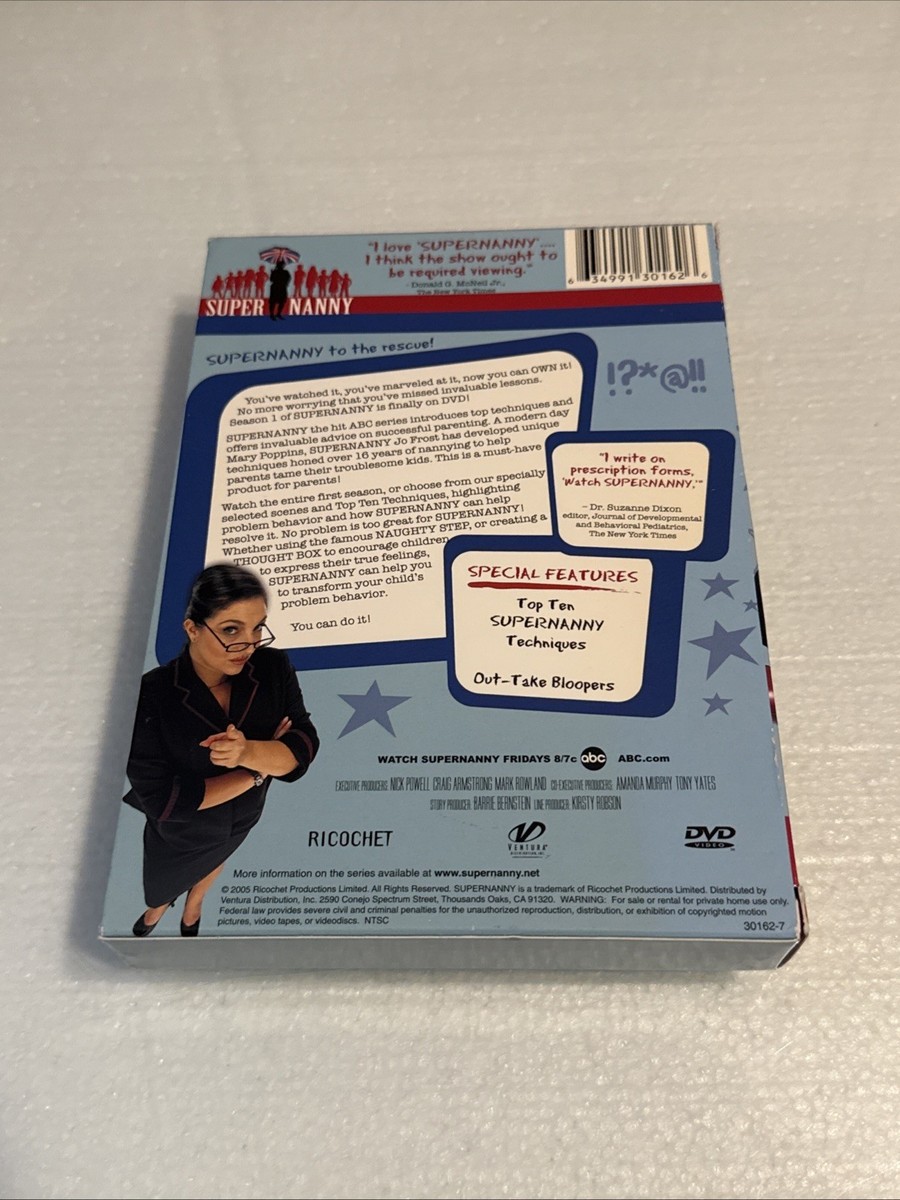 "I love 'SUPERNANNY'....
I think the show ought to
be required viewing."
- Donald G. McNeil Jr.,
The New York Times
6 34991 30162 6
SUPER NANNY
SUPERNANNY to the rescue!
!?*@!!
You've watched it, you've marveled at it, now you can OWN it!
No more worrying that you've missed invaluable lessons.
Season 1 of SUPERNANNY is finally on DVD!
SUPERNANNY the hit ABC series introduces top techniques and
offers invaluable advice on successful parenting. A modern day
Mary Poppins, SUPERNANNY Jo Frost has developed unique
techniques honed over 16 years of nannying to help
parents tame their troublesome kids. This is a must-have
product for parents!
Watch the entire first season, or choose from our specially
selected scenes and Top Ten Techniques, highlighting
problem behavior and how SUPERNANNY can help
resolve it. No problem is too great for SUPERNANNY!
Whether using the famous NAUGHTY STEP, or creating a
THOUGHT BOX to encourage children
to express their true feelings,
SUPERNANNY can help you
to transform your child's
problem behavior.
You can do it!
"I write on
prescription forms,
'Watch SUPERNANNY.'"
– Dr. Suzanne Dixon
editor, Journal of Developmental
and Behavioral Pediatrics,
The New York Times
SPECIAL FEATURES
Top Ten
SUPERNANNY
Techniques
Out-Take Bloopers
WATCH SUPERNANNY FRIDAYS 8/7c abc ABC.com
EXECUTIVE PRODUCERS: NICK POWELL CRAIG ARMSTRONG MARK ROWLAND CO-EXECUTIVE PRODUCERS: AMANDA MURPHY TONY YATES
STORY PRODUCER: BARRIE BERNSTEIN LINE PRODUCER: KIRSTY ROBSON
RICOCHET
VENTURA
DVD
VIDEO
More information on the series available at www.supernanny.net
© 2005 Ricochet Productions Limited. All Rights Reserved. SUPERNANNY is a trademark of Ricochet Productions Limited. Distributed by
Ventura Distribution, Inc. 2590 Conejo Spectrum Street, Thousands Oaks, CA 91320. WARNING: For sale or rental for private home use only.
Federal law provides severe civil and criminal penalties for the unauthorized reproduction, distribution, or exhibition of copyrighted motion
pictures, video tapes, or videodiscs. NTSC
30162-7